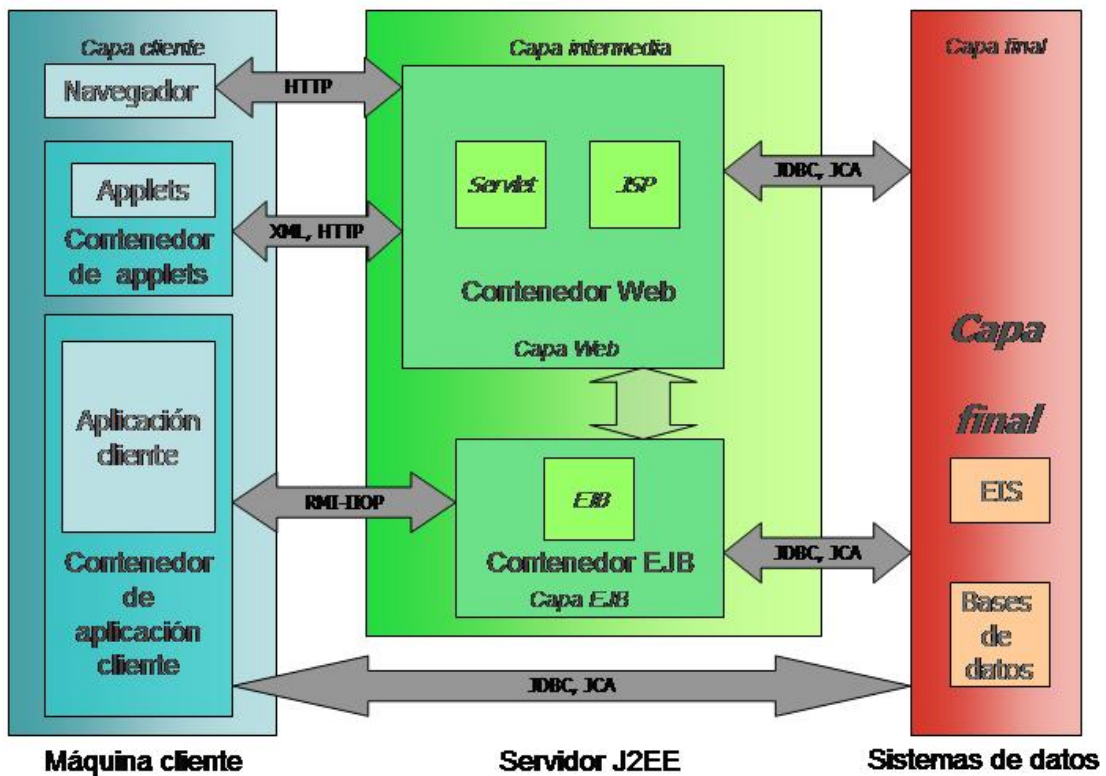 Capa cliente
Navegador
Applets
Contenedor
de applets
Aplicación
cliente
Contenedor
de
aplicación
cliente
Máquina cliente
HTTP
XML, HTTP
RMI-IIOP
JDBC, JCA
Capa intermedia
Servlet
JSP
Contenedor Web
Capa Web
EJB
Contenedor EJB
Capa EJB
Servidor J2EE
JDBC, JCA
JDBC, JCA
Capa final
Capa
final
EIS
Bases
de
datos
Sistemas de datos